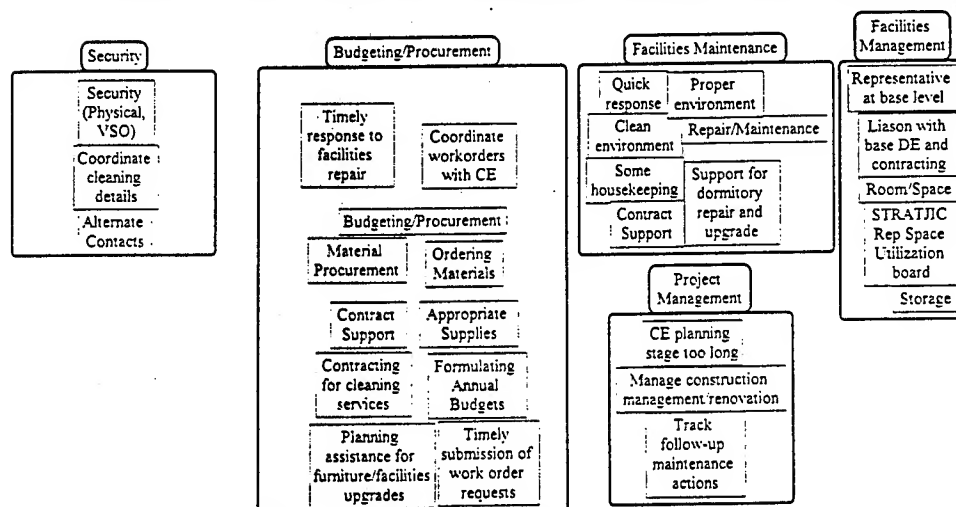 Security
Security
(Physical,
VSO)
Coordinate
cleaning
details
Alternate
Contacts
Budgeting/Procurement
Timely
response to
facilities
repair
Coordinate
workorders
with CE
Budgeting/Procurement
Material
Procurement
Ordering
Materials
Contract
Support
Appropriate
Supplies
Contracting
for cleaning
services
Formulating
Annual
Budgets
Planning
assistance for
furniture/facilities
upgrades
Timely
submission of
work order
requests
Facilities Maintenance
Quick
response
Proper
environment
Clean
environment
Repair/Maintenance
Some
housekeeping
Support for
dormitory
repair and
upgrade
Contract
Support
Project
Management
CE planning
stage too long
Manage construction
management/renovation
Track
follow-up
maintenance
actions
Facilities
Management
Representative
at base level
Liason with
base DE and
contracting
Room/Space
STRATJIC
Rep Space
Utilization
board
Storage